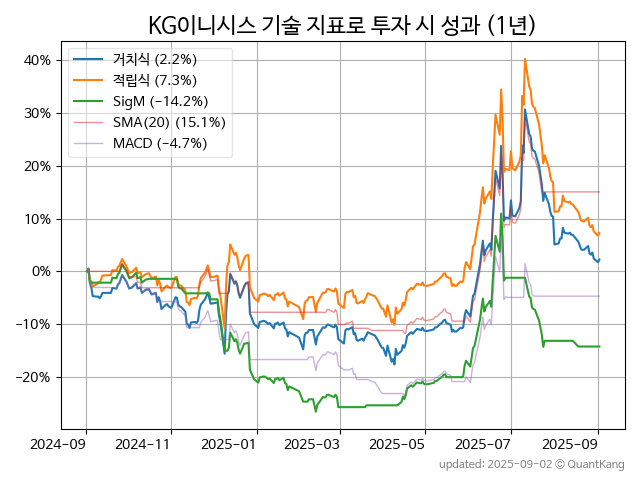 KG이니시스 기술 지표로 투자 시 성과 (1년)
거치식 (2.2%)
적립식 (7.3%)
SigM (−14.2%)
SMA(20) (15.1%)
MACD (−4.7%)
40%
30%
20%
10%
0%
−10%
−20%
2024−09 2024−11 2025−01 2025−03 2025−05 2025−07 2025−09
updated: 2025−09−02 © QuantKang